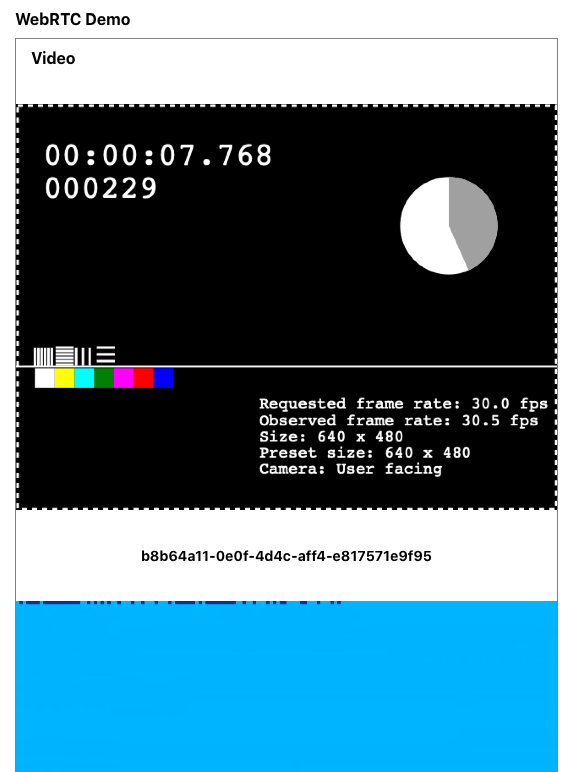 WebRTC Demo
Video
00:00:07.768
000229
Requested frame rate: 30.0 fps
Observed frame rate: 30.5 fps
Size: 640 x 480
Preset size: 640 x 480
Camera: User facing
b8b64a11-0e0f-4d4c-aff4-e817571e9f95